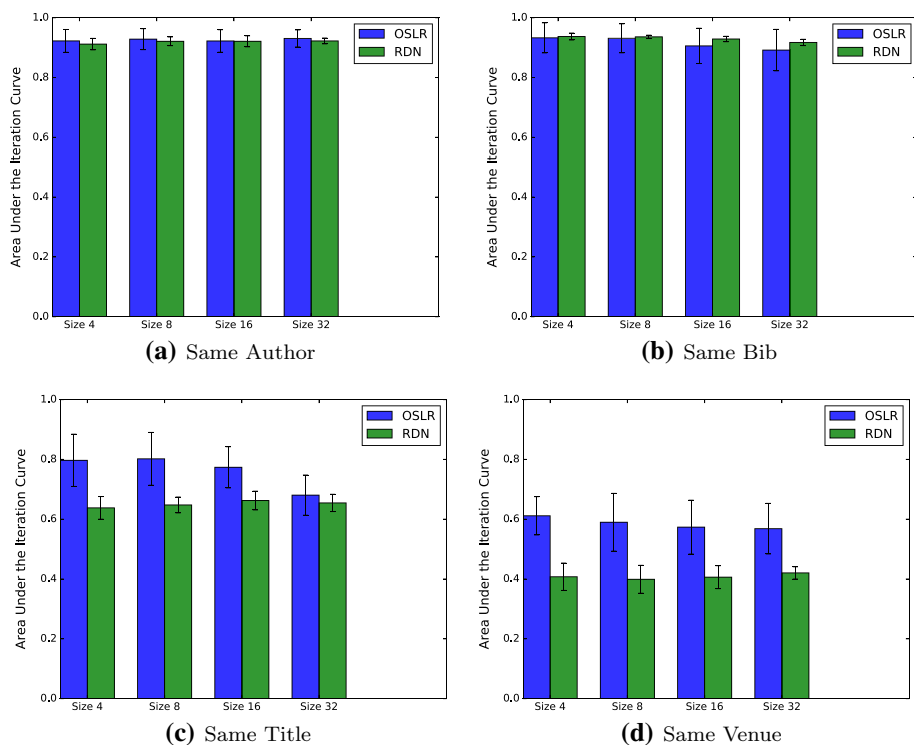 1.0
0.8
0.6
0.4
0.2
0.0
Area Under the Iteration Curve
OSLR
RDN
Size 4 Size 8 Size 16 Size 32
(a) Same Author
1.0
0.8
0.6
0.4
0.2
0.0
Area Under the Iteration Curve
OSLR
RDN
Size 4 Size 8 Size 16 Size 32
(b) Same Bib
1.0
0.8
0.6
0.4
0.2
0.0
Area Under the Iteration Curve
OSLR
RDN
Size 4 Size 8 Size 16 Size 32
(c) Same Title
1.0
0.8
0.6
0.4
0.2
0.0
Area Under the Iteration Curve
OSLR
RDN
Size 4 Size 8 Size 16 Size 32
(d) Same Venue